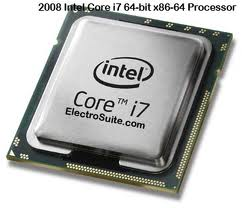 2008 Intel Core i7 64-bit x86-64 Processor
intel
Core™ i7
ElectroSuite.com